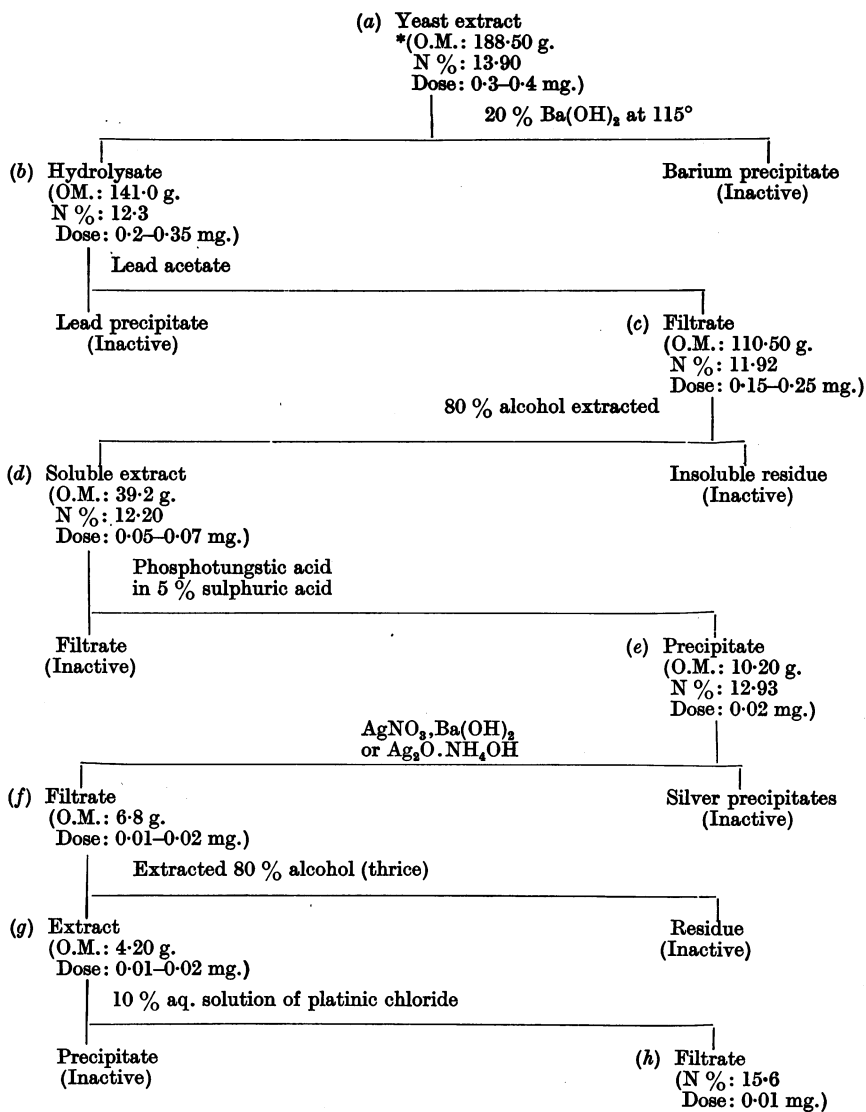 (a) Yeast extract
*(O.M.: 188·50 g.
N %: 13·90
Dose: 0·3–0·4 mg.)
20 % Ba(OH)₂ at 115°
(b) Hydrolysate
(OM.: 141·0 g.
N %: 12·3
Dose: 0·2–0·35 mg.)
Barium precipitate
(Inactive)
Lead acetate
Lead precipitate
(Inactive)
(c) Filtrate
(O.M.: 110·50 g.
N %: 11·92
Dose: 0·15–0·25 mg.)
80 % alcohol extracted
(d) Soluble extract
(O.M.: 39·2 g.
N %: 12·20
Dose: 0·05–0·07 mg.)
Insoluble residue
(Inactive)
Phosphotungstic acid
in 5 % sulphuric acid
Filtrate
(Inactive)
(e) Precipitate
(O.M.: 10·20 g.
N %: 12·93
Dose: 0·02 mg.)
AgNO₃,Ba(OH)₂
or Ag₂O.NH₄OH
(f) Filtrate
(O.M.: 6·8 g.
Dose: 0·01–0·02 mg.)
Silver precipitates
(Inactive)
Extracted 80 % alcohol (thrice)
(g) Extract
(O.M.: 4·20 g.
Dose: 0·01–0·02 mg.)
Residue
(Inactive)
10 % aq. solution of platinic chloride
Precipitate
(Inactive)
(h) Filtrate
(N %: 15·6
Dose: 0·01 mg.)